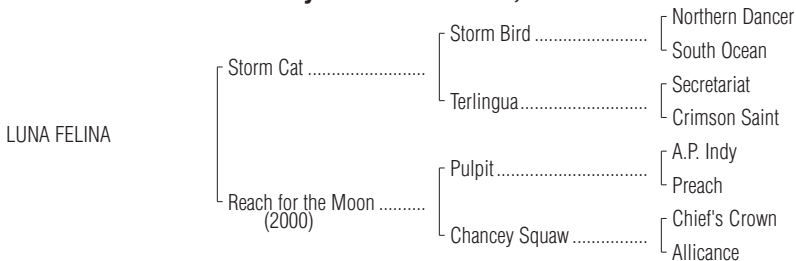 Northern Dancer
Storm Bird ..................
South Ocean
Storm Cat .........................
Secretariat
Terlingua...........................
Crimson Saint
LUNA FELINA
A.P. Indy
Pulpit................................
Preach
Reach for the Moon ..........
(2000)
Chief's Crown
Chancey Squaw ................
Allicance